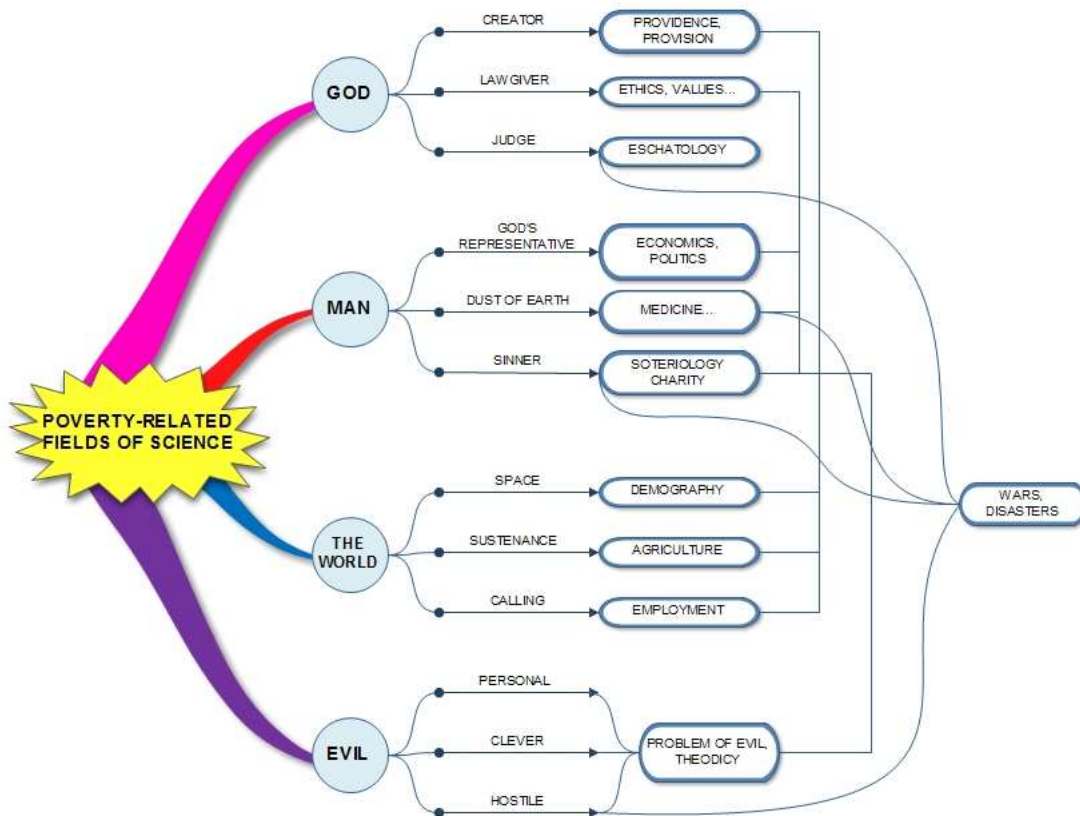 CREATOR
PROVIDENCE,
PROVISION
GOD
LAWGIVER
ETHICS, VALUES...
JUDGE
ESCHATOLOGY
GOD'S
REPRESENTATIVE
ECONOMICS,
POLITICS
MAN
DUST OF EARTH
MEDICINE...
SINNER
SOTERIOLOGY
CHARITY
POVERTY-RELATED
FIELDS OF SCIENCE
SPACE
DEMOGRAPHY
WARS,
DISASTERS
THE
WORLD
SUSTENANCE
AGRICULTURE
CALLING
EMPLOYMENT
PERSONAL
EVIL
CLEVER
PROBLEM OF EVIL,
THEODICY
HOSTILE